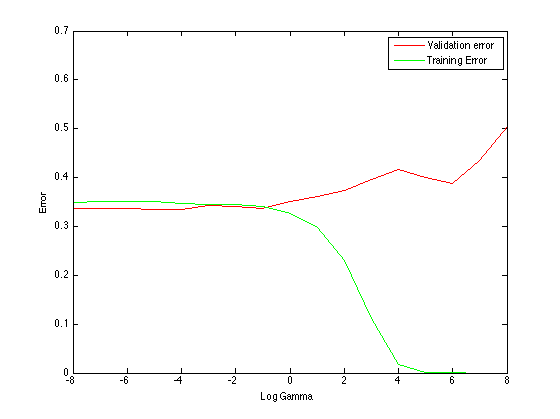 0.7
Validation error
Training Error
0.6
0.5
0.4
Error
0.3
0.2
0.1
0
-8 -6 -4 -2 0 2 4 6 8
Log Gamma